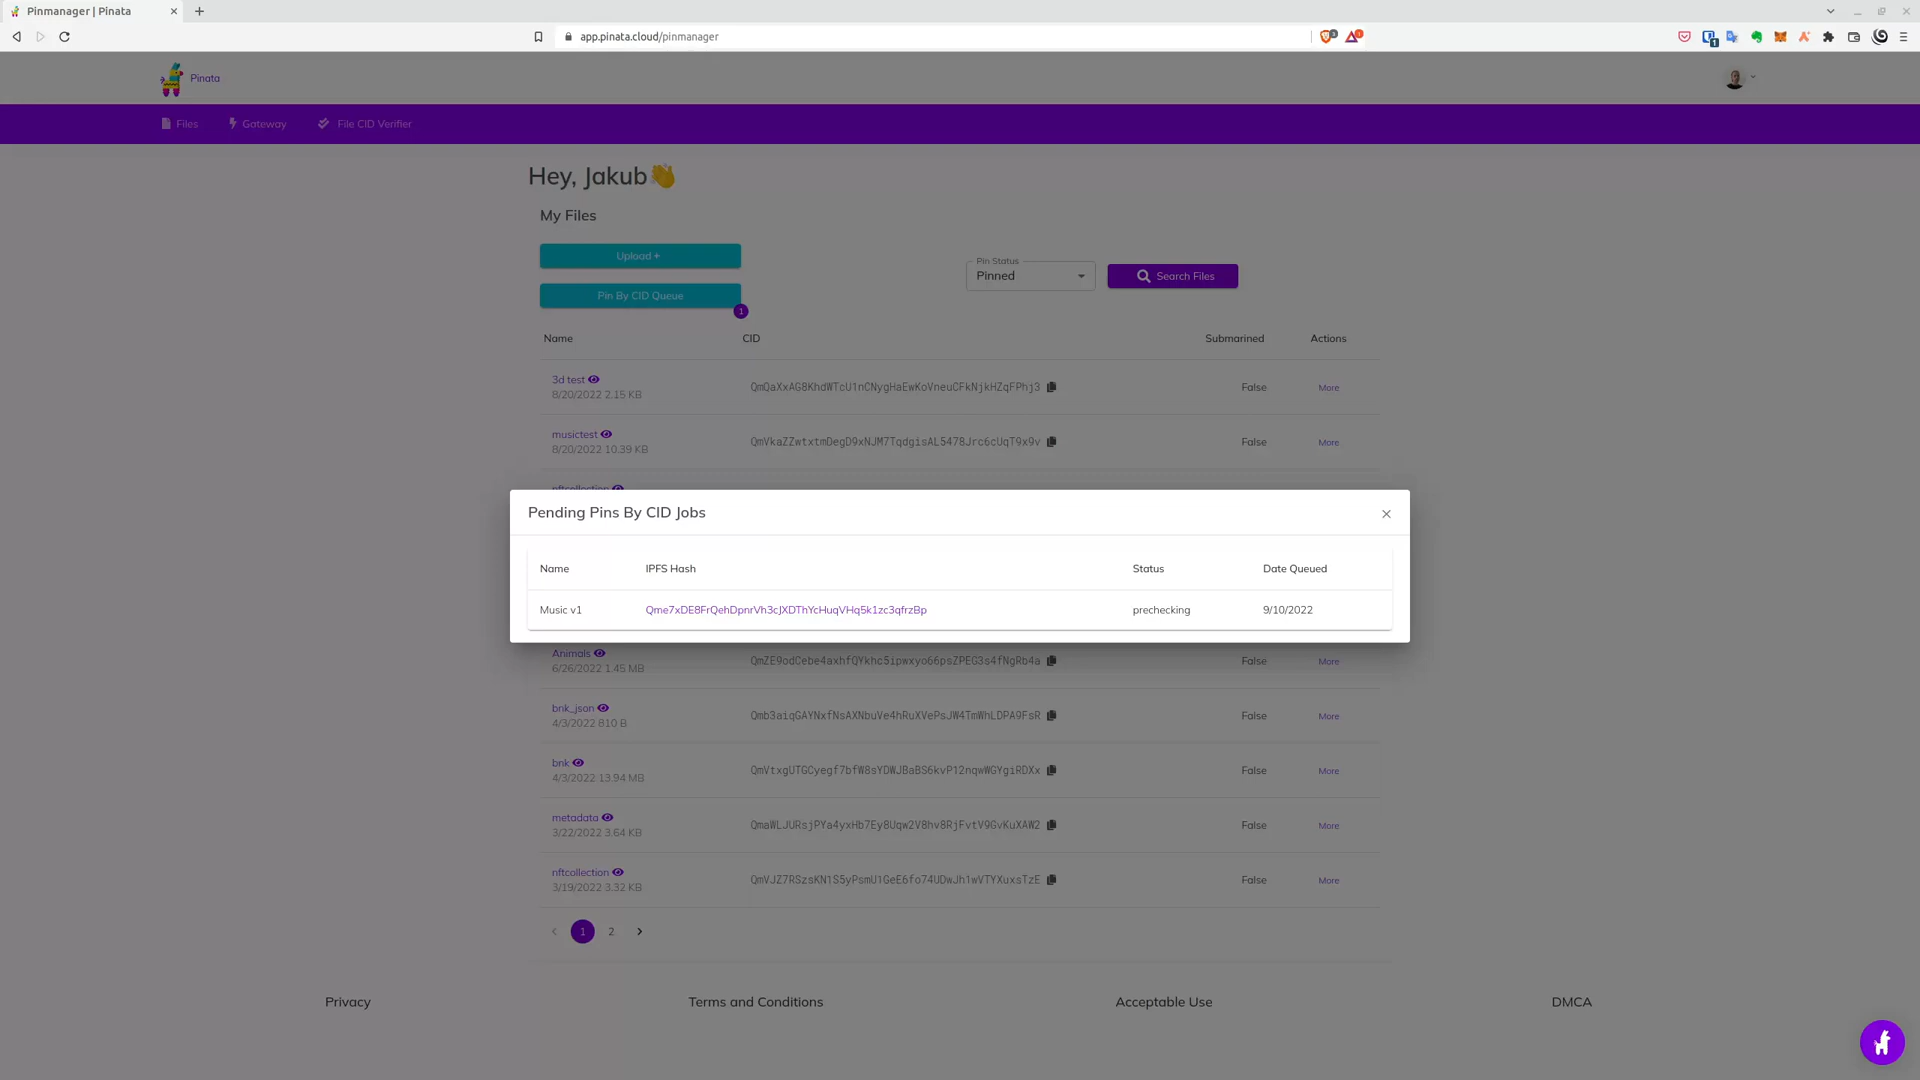 Pinmanager | Pinata
app.pinata.cloud/pinmanager
Pinata
Files
Gateway
File CID Verifier
Hey, Jakub👋
My Files
Upload +
Pin By CID Queue
1
Pin Status
Pinned
Search Files
Name CID Submarined Actions
3d test
8/20/2022 2.15 KB
QmQaXxAG8KhdWTcU1nCNygHaEwKoVneuCFkNjkHZqFPhj3
False
More
musictest
8/20/2022 10.39 KB
QmVkaZZwtxtmDegD9xNJM7TqdgisAL5478Jrc6cUqT9x9v
False
More
nftcollection
Pending Pins By CID Jobs
Name IPFS Hash Status Date Queued
Music v1 Qme7xDE8FrQehDpnrVh3cJXDThYcHuqVHq5k1zc3qfrzBp prechecking 9/10/2022
Animals
6/26/2022 1.45 MB
QmZE9odCebe4axhfQYkhc5ipwxyo66psZPEG3s4fNgRb4a
False
More
bnk_json
4/3/2022 810 B
Qmb3aiqGAYNxfNsAXNbuVe4hRuXVePsJW4TmWhLDPA9FsR
False
More
bnk
4/3/2022 13.94 MB
QmVtxgUTGCyegf7bfW8sYDWJBaBS6kvP12nqwWGYgiRDXx
False
More
metadata
3/22/2022 3.64 KB
QmaWLJURsjPYa4yxHb7Ey8Uqw2V8hv8RjFvtV9GvKuXAW2
False
More
nftcollection
3/19/2022 3.32 KB
QmVJZ7RSzsKN1S5yPsmU1GeE6fo74UDwJh1wVTYXuxsTzE
False
More
1 2
Privacy
Terms and Conditions
Acceptable Use
DMCA